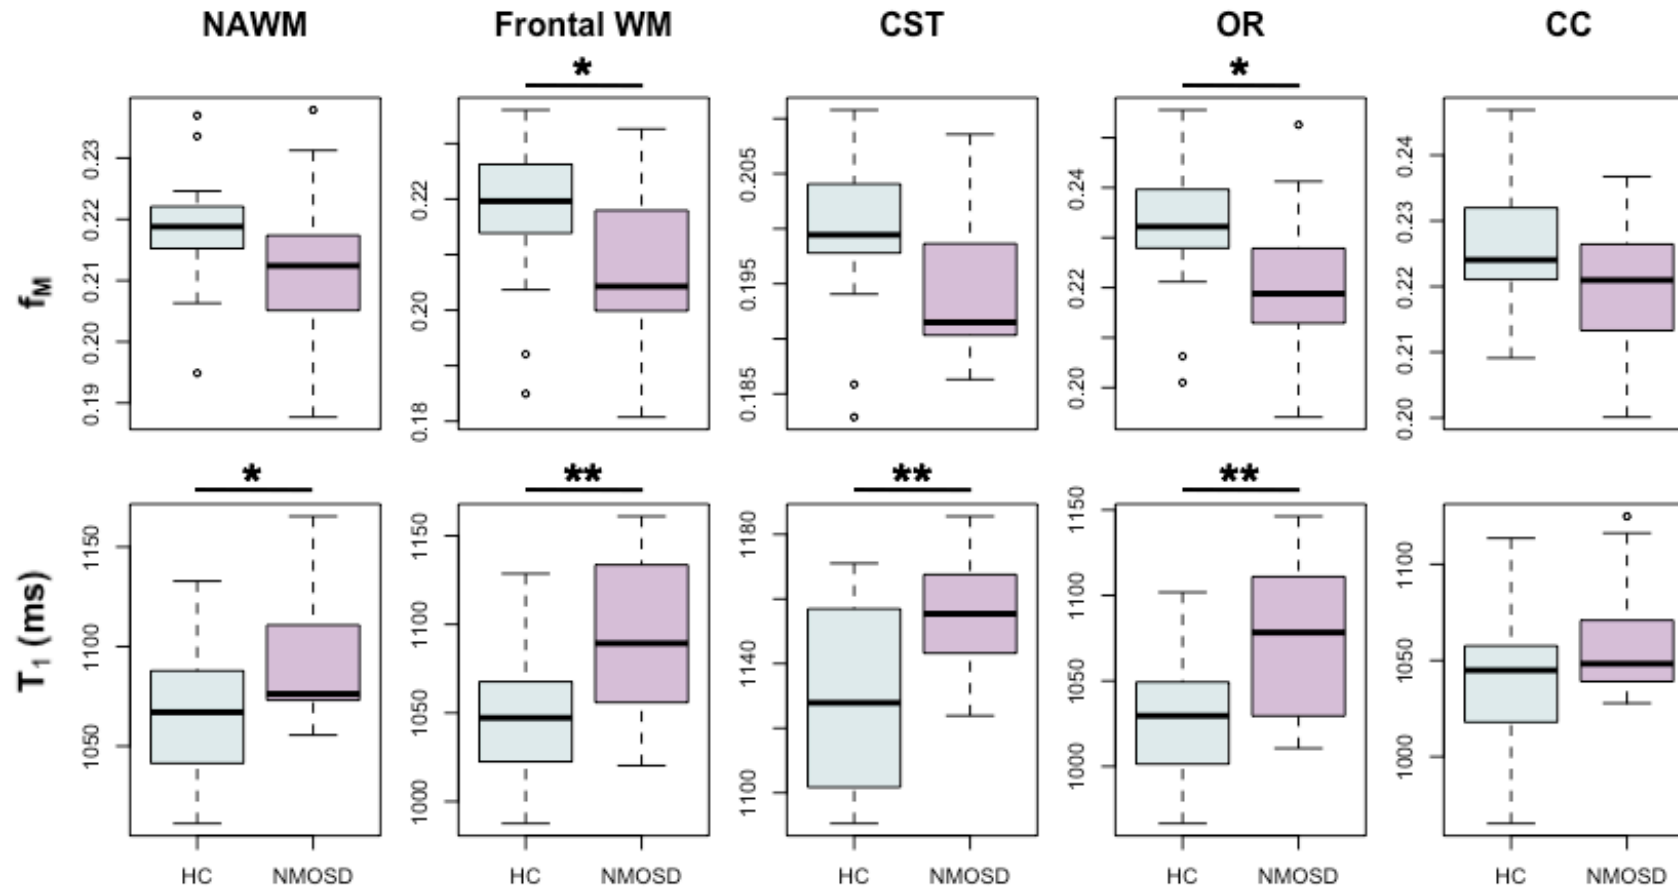 NAWM Frontal WM CST OR CC
* *
f_M
0.19 0.20 0.21 0.22 0.23
0.18 0.20 0.22
0.185 0.195 0.205
0.20 0.22 0.24
0.20 0.21 0.22 0.23 0.24
* ** ** **
T₁ (ms)
1050 1100 1150
1000 1050 1100 1150
1100 1140 1180
1000 1050 1100 1150
1000 1050 1100
HC NMOSD HC NMOSD HC NMOSD HC NMOSD HC NMOSD